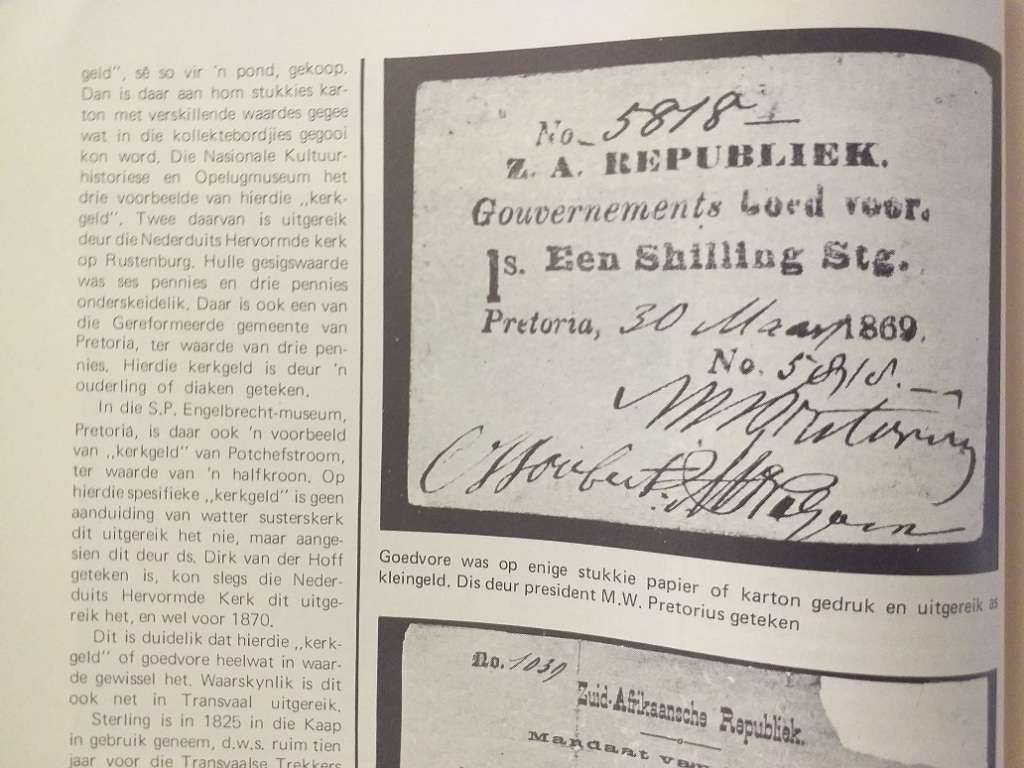 geld", sê so vir 'n pond, gekoop.
Dan is daar aan hom stukkies kar-
ton met verskillende waardes gegee
wat in die kollektebordjies gegooi
kon word. Die Nasionale Kultuur-
historiese en Opelugmuseum het
drie voorbeelde van hierdie ,,kerk-
geld". Twee daarvan is uitgereik
deur die Nederduits Hervormde kerk
op Rustenburg. Hulle gesigswaarde
was ses pennies en drie pennies
onderskeidelik. Daar is ook een van
die Gereformeerde gemeente van
Pretoria, ter waarde van drie pen-
nies. Hierdie kerkgeld is deur 'n
ouderling of diaken geteken.
In die S.P. Engelbrecht-museum,
Pretoria, is daar ook 'n voorbeeld
van ,,kerkgeld" van Potchefstroom,
ter waarde van 'n halfkroon. Op
hierdie spesifieke ,,kerkgeld" is geen
aanduiding van watter susterskerk
dit uitgereik het nie, maar aange-
sien dit deur ds. Dirk van der Hoff
geteken is, kon slegs die Neder-
duits Hervormde Kerk dit uitge-
reik het, en wel voor 1870.
Dit is duidelik dat hierdie ,,kerk-
geld" of goedvore heelwat in waar-
de gewissel het. Waarskynlik is dit
ook net in Transvaal uitgereik.
Sterling is in 1825 in die Kaap
in gebruik geneem, d.w.s. ruim tien
jaar voor die Transvaalse Trekkers
No. 5818
Z. A. REPUBLIEK.
Gouvernements Goed voor.
1s. Een Shilling Stg.
Pretoria, 30 Maart 1869.
No. 5818.
MWPretorius
Goedvore was op enige stukkie papier of karton gedruk en uitgereik as
kleingeld. Dis deur president M.W. Pretorius geteken
No. 1039
Zuid-Afrikaansche Republiek.
Mandaat van